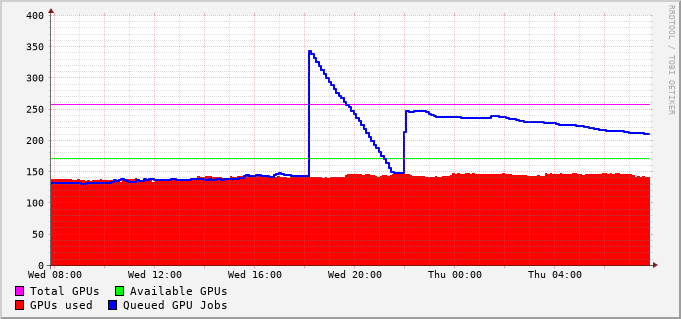 400
350
300
250
200
150
100
50
0
Wed 08:00 Wed 12:00 Wed 16:00 Wed 20:00 Thu 00:00 Thu 04:00
Total GPUs Available GPUs
GPUs used Queued GPU Jobs
RRDTOOL / TOBI OETIKER